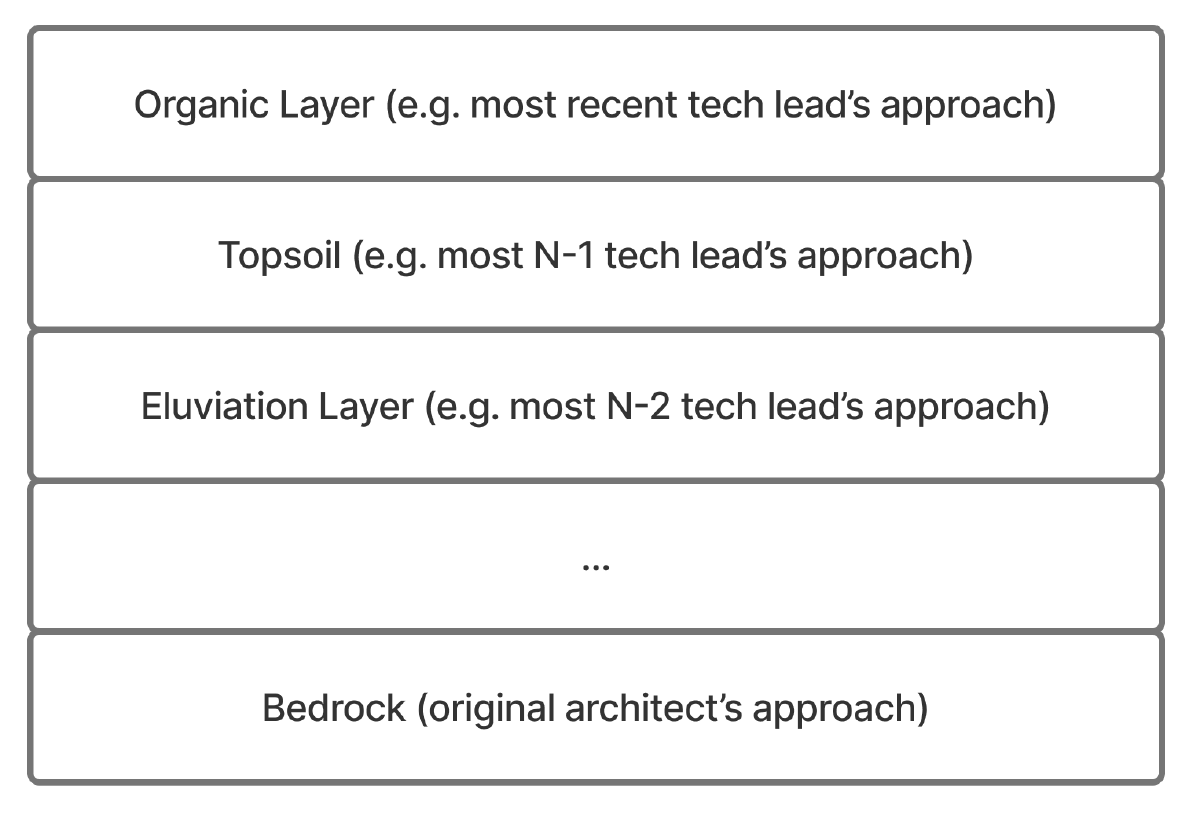 Organic Layer (e.g. most recent tech lead’s approach)
Topsoil (e.g. most N-1 tech lead’s approach)
Eluviation Layer (e.g. most N-2 tech lead’s approach)
...
Bedrock (original architect’s approach)